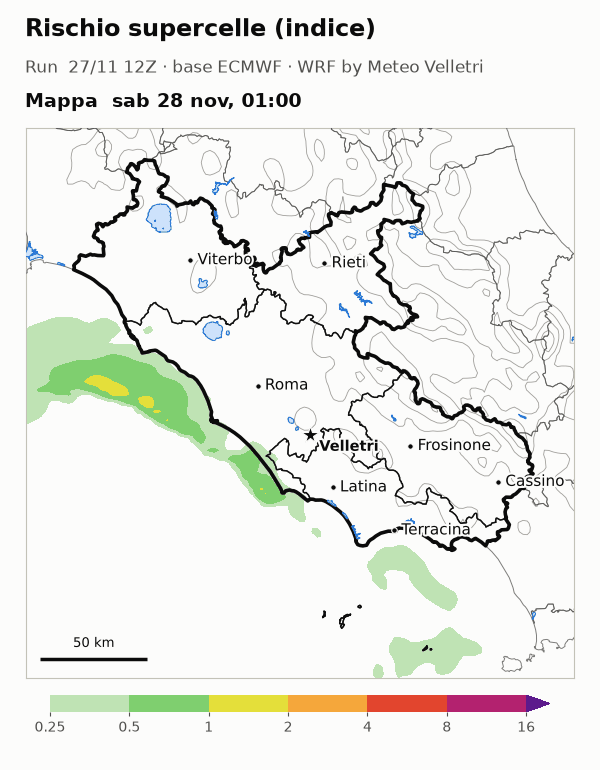 Rischio supercelle (indice)
Run  27/11 12Z · base ECMWF · WRF by Meteo Velletri
Mappa  sab 28 nov, 01:00
Viterbo
Rieti
Roma
Velletri
Frosinone
Latina
Cassino
Terracina
50 km
0.25 0.5 1 2 4 8 16